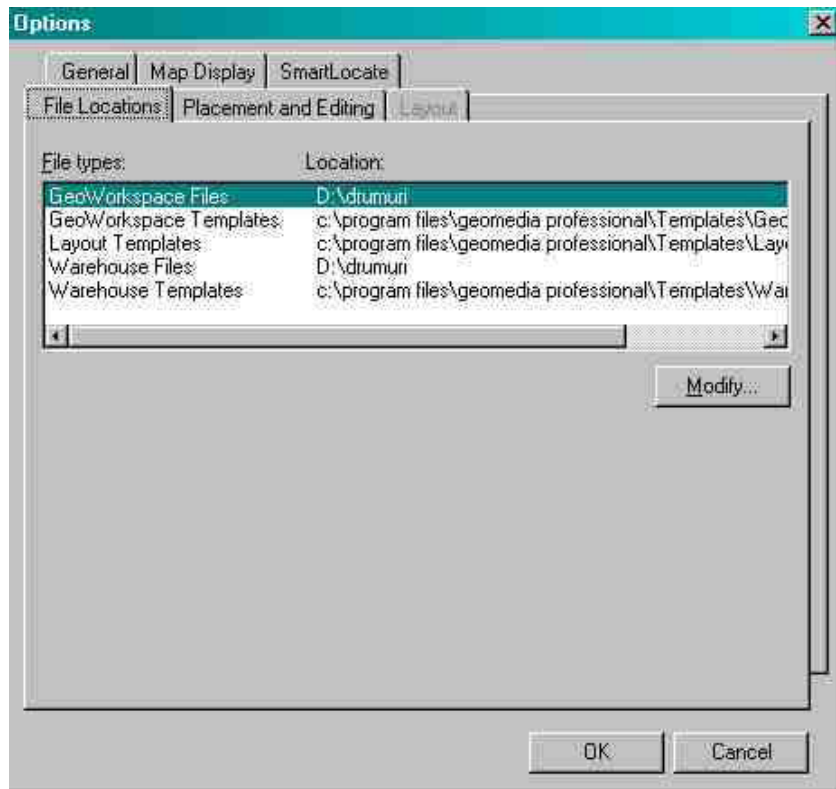 Options
General Map Display SmartLocate
File Locations Placement and Editing Layout
File types: Location:
GeoWorkspace Files D:\drumuri
GeoWorkspace Templates c:\program files\geomedia professional\Templates\Geo
Layout Templates c:\program files\geomedia professional\Templates\Layo
Warehouse Files D:\drumuri
Warehouse Templates c:\program files\geomedia professional\Templates\War
Modify...
OK Cancel